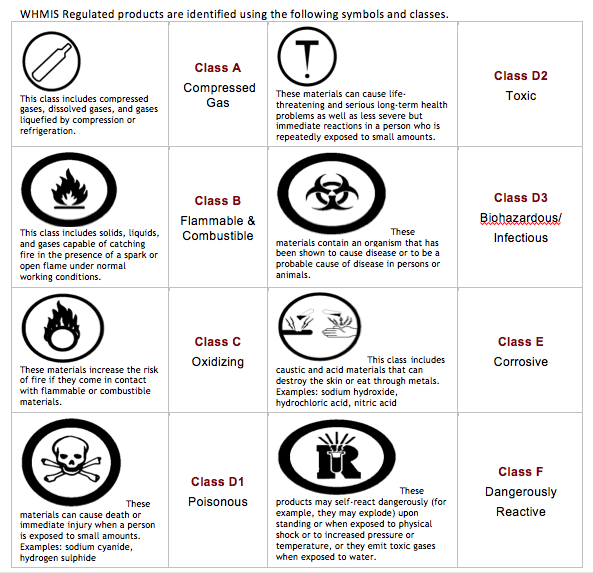 WHMIS Regulated products are identified using the following symbols and classes.
This class includes compressed
gases, dissolved gases, and gases
liquefied by compression or
refrigeration.
Class A
Compressed
Gas
These materials can cause life-
threatening and serious long-term health
problems as well as less severe but
immediate reactions in a person who is
repeatedly exposed to small amounts.
Class D2
Toxic
This class includes solids, liquids,
and gases capable of catching
fire in the presence of a spark or
open flame under normal
working conditions.
Class B
Flammable &
Combustible
These
materials contain an organism that has
been shown to cause disease or to be a
probable cause of disease in persons or
animals.
Class D3
Biohazardous/
Infectious
These materials increase the risk
of fire if they come in contact
with flammable or combustible
materials.
Class C
Oxidizing
This class includes
caustic and acid materials that can
destroy the skin or eat through metals.
Examples: sodium hydroxide,
hydrochloric acid, nitric acid
Class E
Corrosive
These
materials can cause death or
immediate injury when a person
is exposed to small amounts.
Examples: sodium cyanide,
hydrogen sulphide
Class D1
Poisonous
R
These
products may self-react dangerously (for
example, they may explode) upon
standing or when exposed to physical
shock or to increased pressure or
temperature, or they emit toxic gases
when exposed to water.
Class F
Dangerously
Reactive